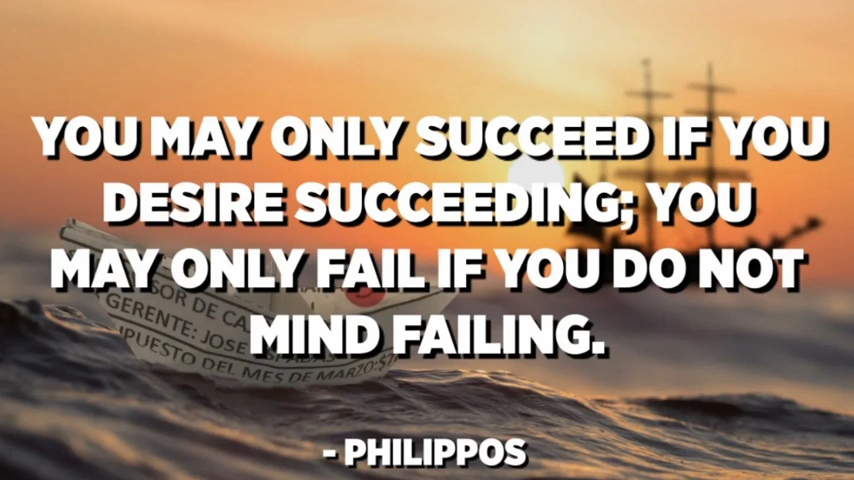 YOU MAY ONLY SUCCEED IF YOU
DESIRE SUCCEEDING; YOU
MAY ONLY FAIL IF YOU DO NOT
MIND FAILING.
SOR DE CA
GERENTE: JOSE
PUESTO DEL MES DE MARZO:$7
- PHILIPPOS